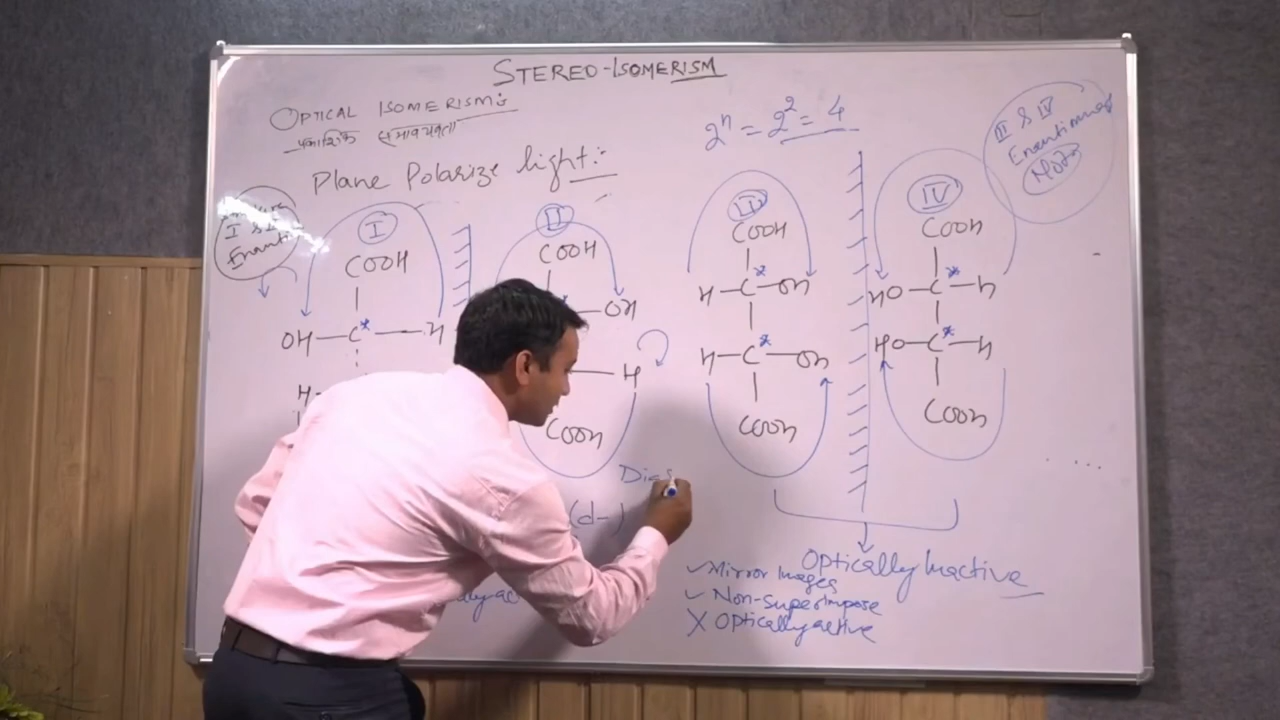 STEREO-ISOMERISM
OPTICAL ISOMERISM:
प्रकाशिक समावयवता
Plane Polarize light:-
2ⁿ = 2² = 4
III & IV
Enantiomers
I
COOH
OH-C*-H
H
II
COOH
OH
H
COOH
(d-)
III
COOH
H-C*-OH
H-C*-OH
COOH
IV
COOH
HO-C*-H
HO-C*-H
COOH
Optically Inactive
✓Mirror Images
✓Non-superimpose
X Optically active